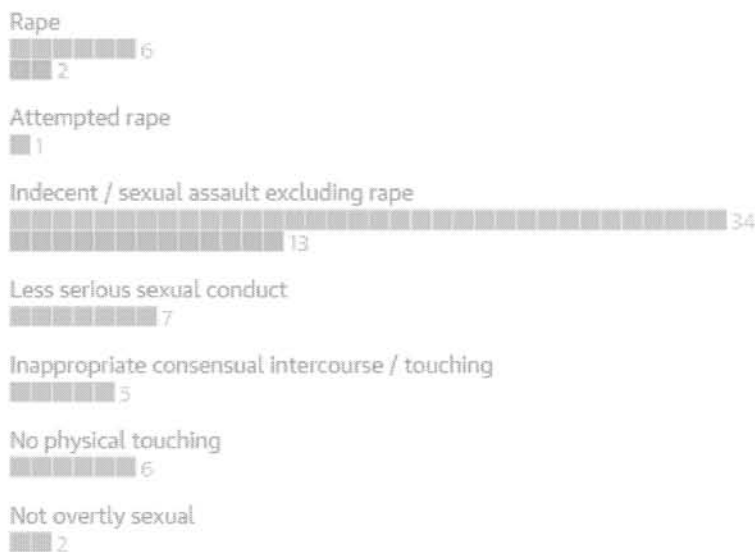 Rape
6
2
Attempted rape
1
Indecent / sexual assault excluding rape
34
13
Less serious sexual conduct
7
Inappropriate consensual intercourse / touching
5
No physical touching
6
Not overtly sexual
2